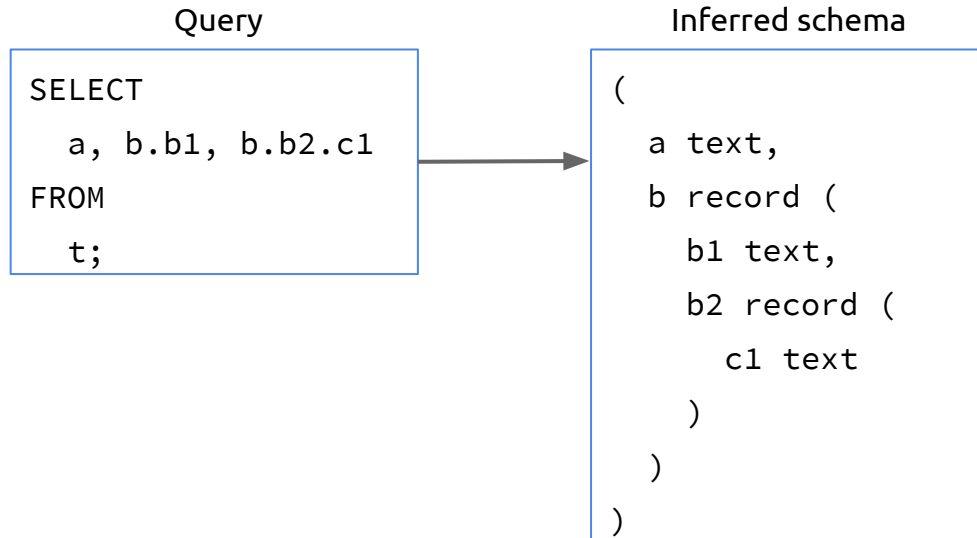 Query
SELECT
a, b.b1, b.b2.c1
FROM
t;
Inferred schema
(
a text,
b record (
b1 text,
b2 record (
c1 text
)
)
)